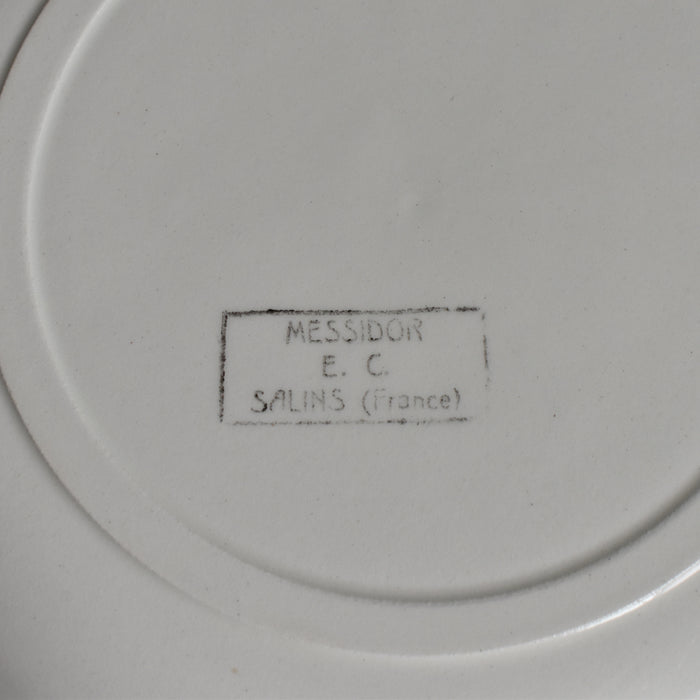 MESSIDOR
E. C.
SALINS (France)